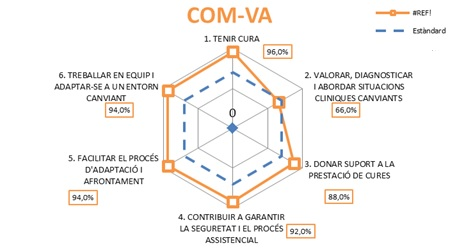 COM-VA
#REF!
Estàndard
1. TENIR CURA
96,0%
6. TREBALLAR EN EQUIP I
ADAPTAR-SE A UN ENTORN
CANVIANT
94,0%
2. VALORAR, DIAGNOSTICAR
I ABORDAR SITUACIONS
CLINIQUES CANVIANTS
66,0%
0
5. FACILITAR EL PROCÉS
D'ADAPTACIÓ I
AFRONTAMENT
94,0%
3. DONAR SUPORT A LA
PRESTACIÓ DE CURES
88,0%
4. CONTRIBUIR A GARANTIR
LA SEGURETAT I EL PROCÉS
ASSISTENCIAL
92,0%